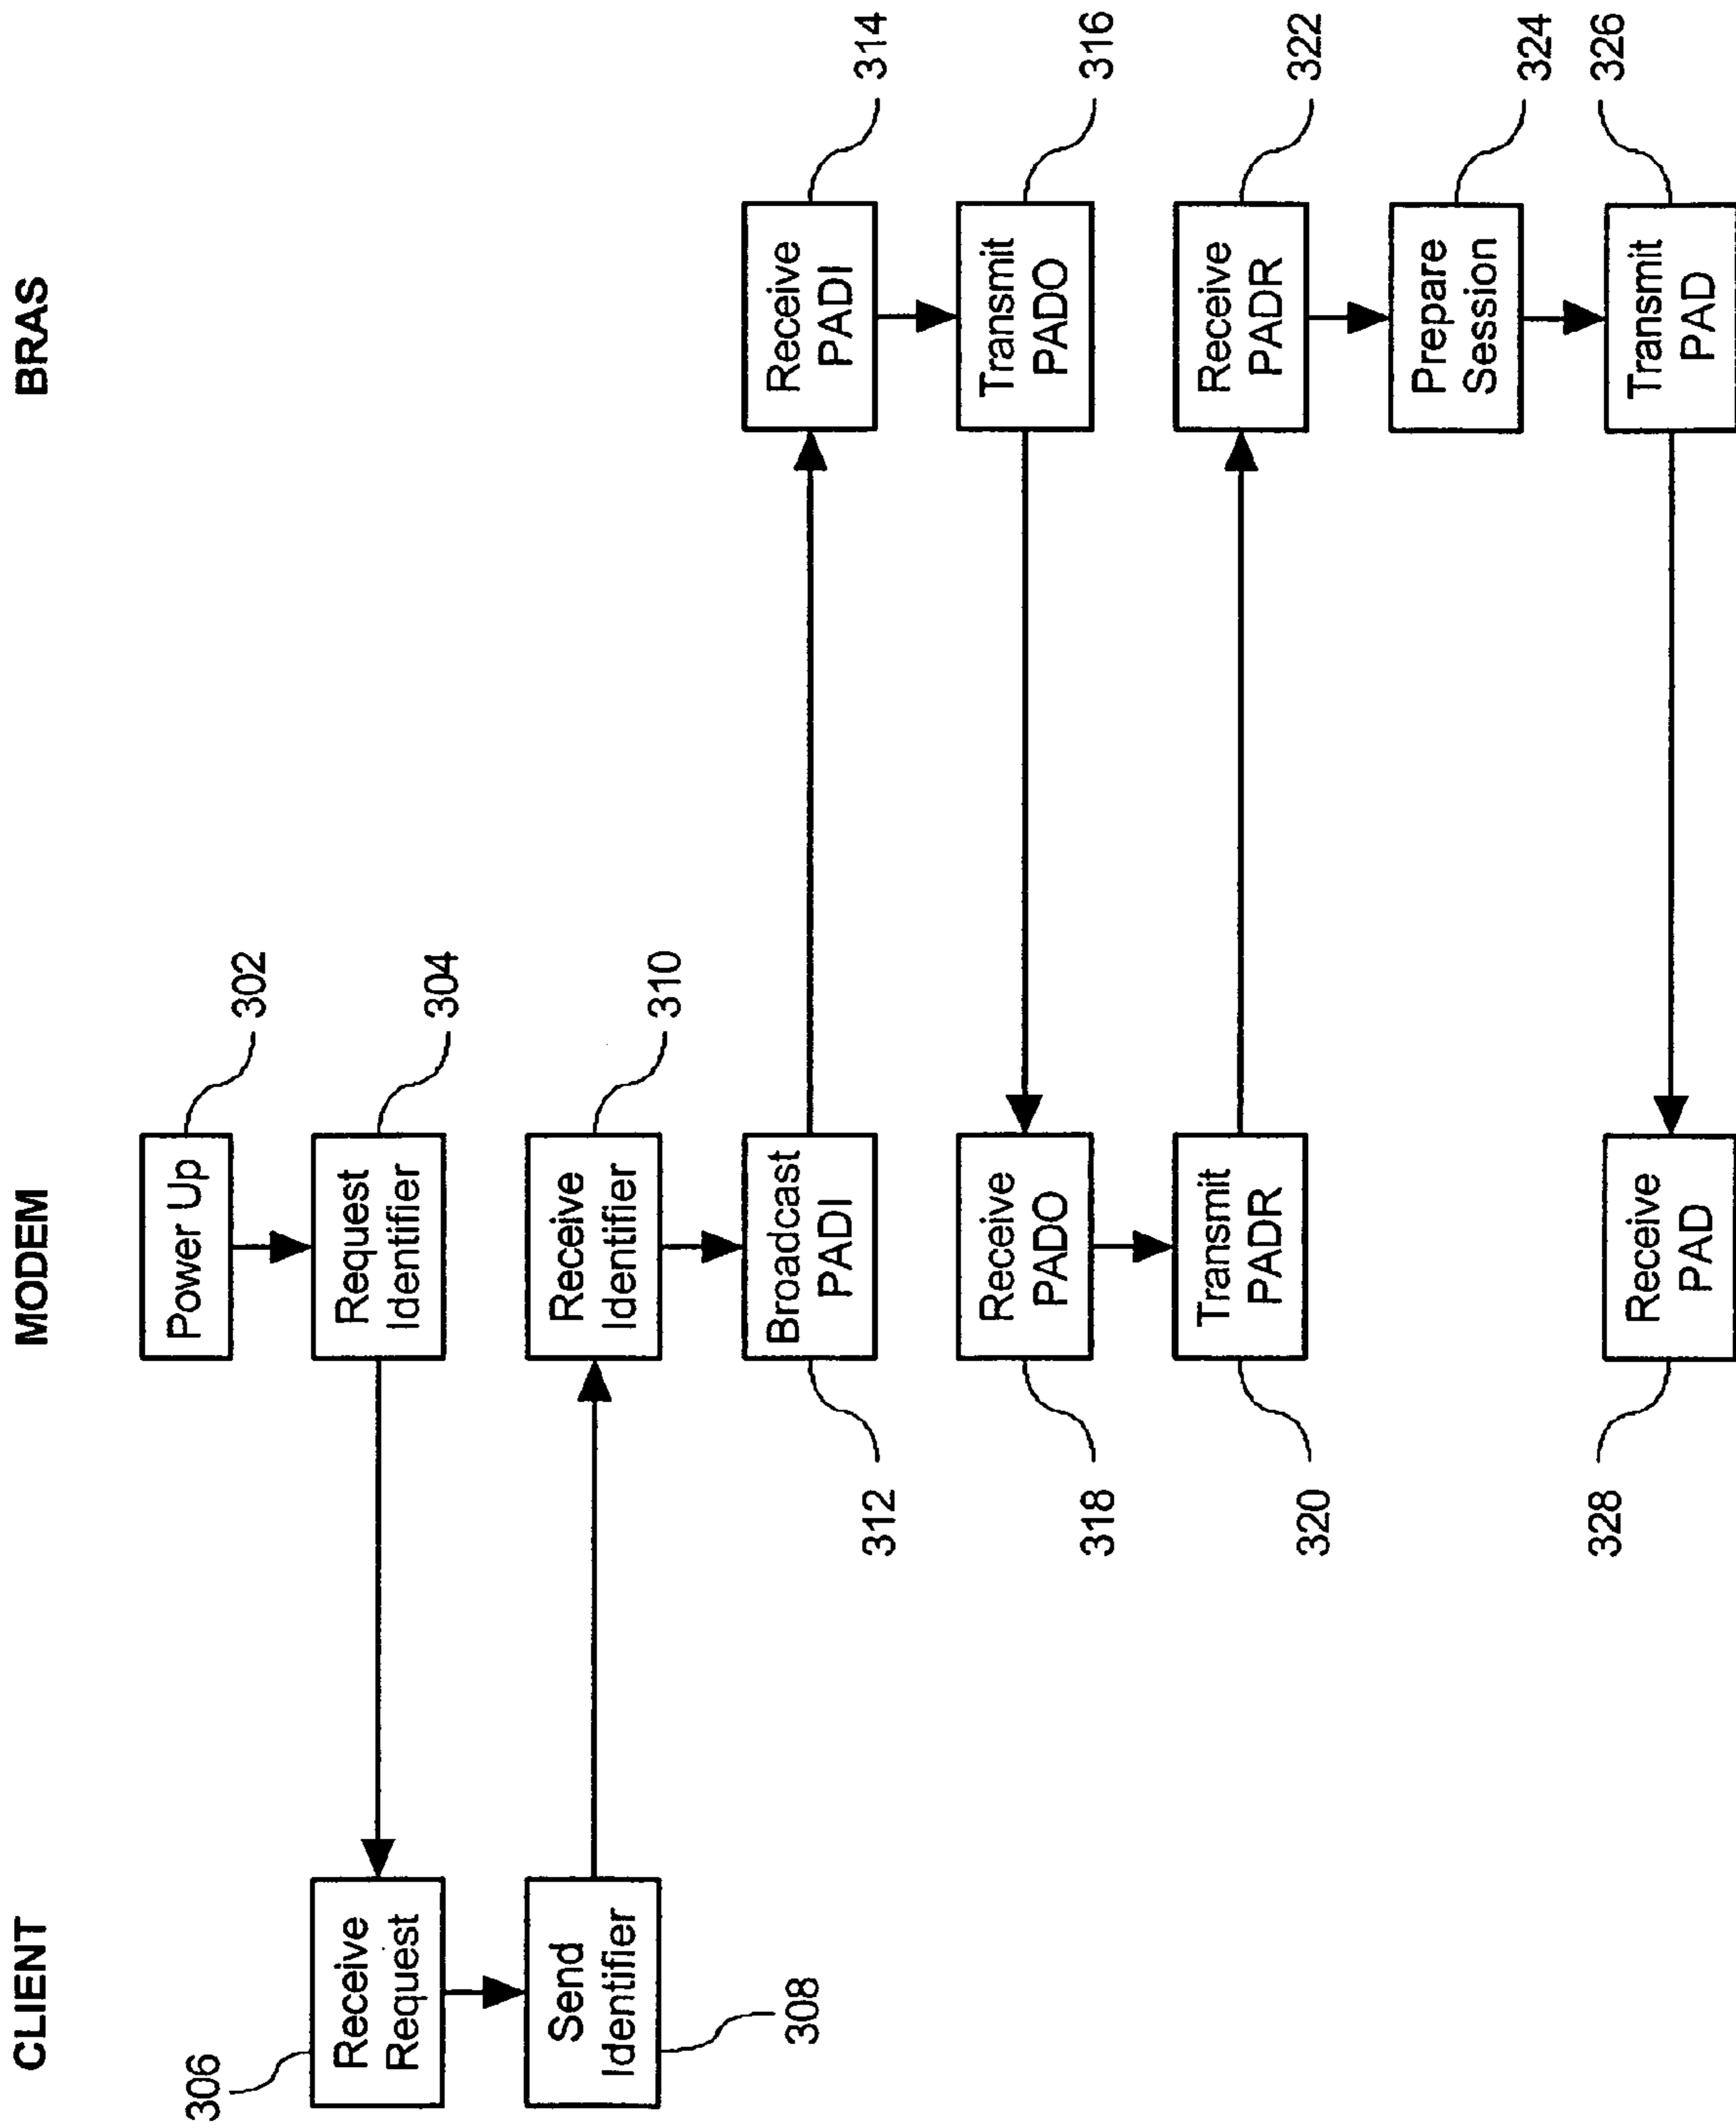 CLIENT
MODEM
BRAS
Power Up
302
306
Receive
Request
Request
Identifier
304
Send
Identifier
308
Receive
Identifier
310
312
Broadcast
PADI
Receive
PADI
314
318
Receive
PADO
Transmit
PADO
316
320
Transmit
PADR
Receive
PADR
322
Prepare
Session
324
328
Receive
PAD
Transmit
PAD
326